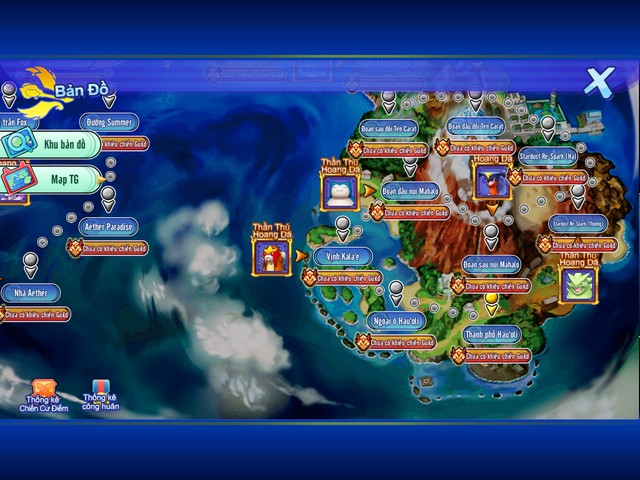 Bản Đồ
trấn Fox
Đường Summer
Chưa có khiêu chiến Guild
Khu bản đồ
Map TG
Aether Paradise
Chưa có khiêu chiến Guild
Nhà Aether
Chưa có khiêu chiến Guild
Thống kê
Chiến Cứ Điểm
Thống kê
công huân
Đoạn sau đồi Ten Carat
Chưa có khiêu chiến Guild
Đoạn đầu đồi Ten Carat
Chưa có khiêu chiến Guild
Thần Thú
Hoang Dã
Hoang Dã
Stardust Re Spark (Hạ)
Chưa có khiêu chiến Guild
Đoạn đầu núi Mahalo
Chưa có khiêu chiến Guild
Thần Thú
Hoang Dã
Stardust Re Spark (Thượng)
Chưa có khiêu chiến Guild
Vịnh Kala'e
Chưa có khiêu chiến Guild
Đoạn sau núi Mahalo
Chưa có khiêu chiến Guild
Thần Thú
Hoang Dã
Ngoại ô Hau'oli
Chưa có khiêu chiến Guild
Thành phố Hau'oli
Chưa có khiêu chiến Guild